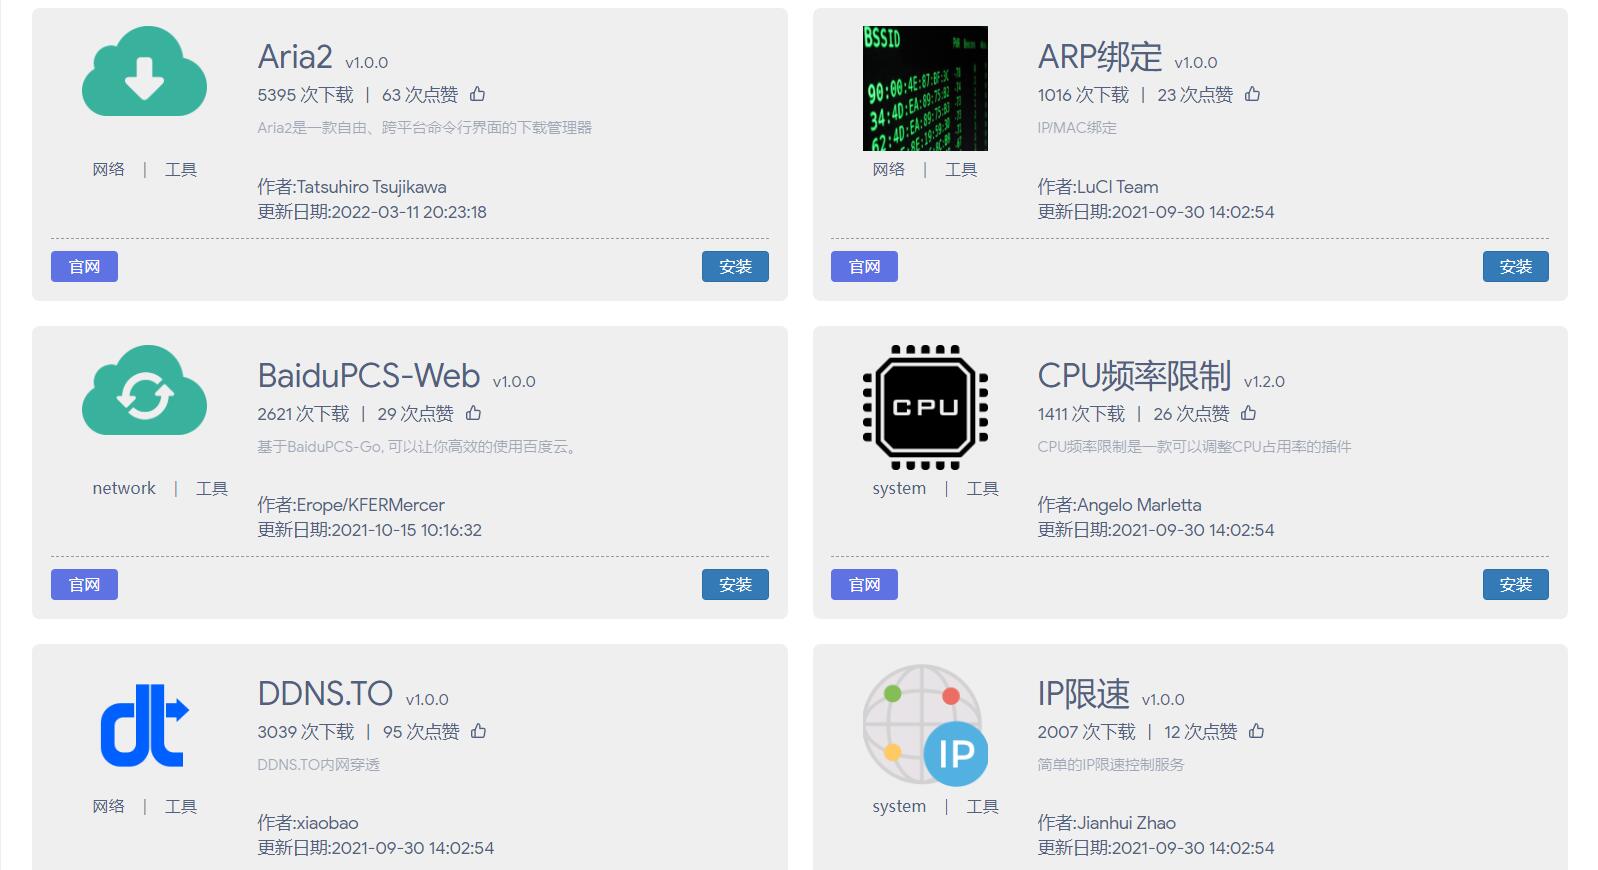 Aria2 v1.0.0
5395 次下载 | 63 次点赞
Aria2是一款自由、跨平台命令行界面的下载管理器
网络 | 工具
作者:Tatsuhiro Tsujikawa
更新日期:2022-03-11 20:23:18
官网 安装
BSSID
90:00:4E:87:BF:3C
34:4D:EA:89:75:B2
ARP绑定 v1.0.0
1016 次下载 | 23 次点赞
IP/MAC绑定
网络 | 工具
作者:LuCI Team
更新日期:2021-09-30 14:02:54
官网 安装
BaiduPCS-Web v1.0.0
2621 次下载 | 29 次点赞
基于BaiduPCS-Go, 可以让你高效的使用百度云。
network | 工具
作者:Erope/KFERMercer
更新日期:2021-10-15 10:16:32
官网 安装
CPU
CPU频率限制 v1.2.0
1411 次下载 | 26 次点赞
CPU频率限制是一款可以调整CPU占用率的插件
system | 工具
作者:Angelo Marletta
更新日期:2021-09-30 14:02:54
官网 安装
dt
DDNS.TO v1.0.0
3039 次下载 | 95 次点赞
DDNS.TO内网穿透
网络 | 工具
作者:xiaobao
更新日期:2021-09-30 14:02:54
IP
IP限速 v1.0.0
2007 次下载 | 12 次点赞
简单的IP限速控制服务
system | 工具
作者:Jianhui Zhao
更新日期:2021-09-30 14:02:54